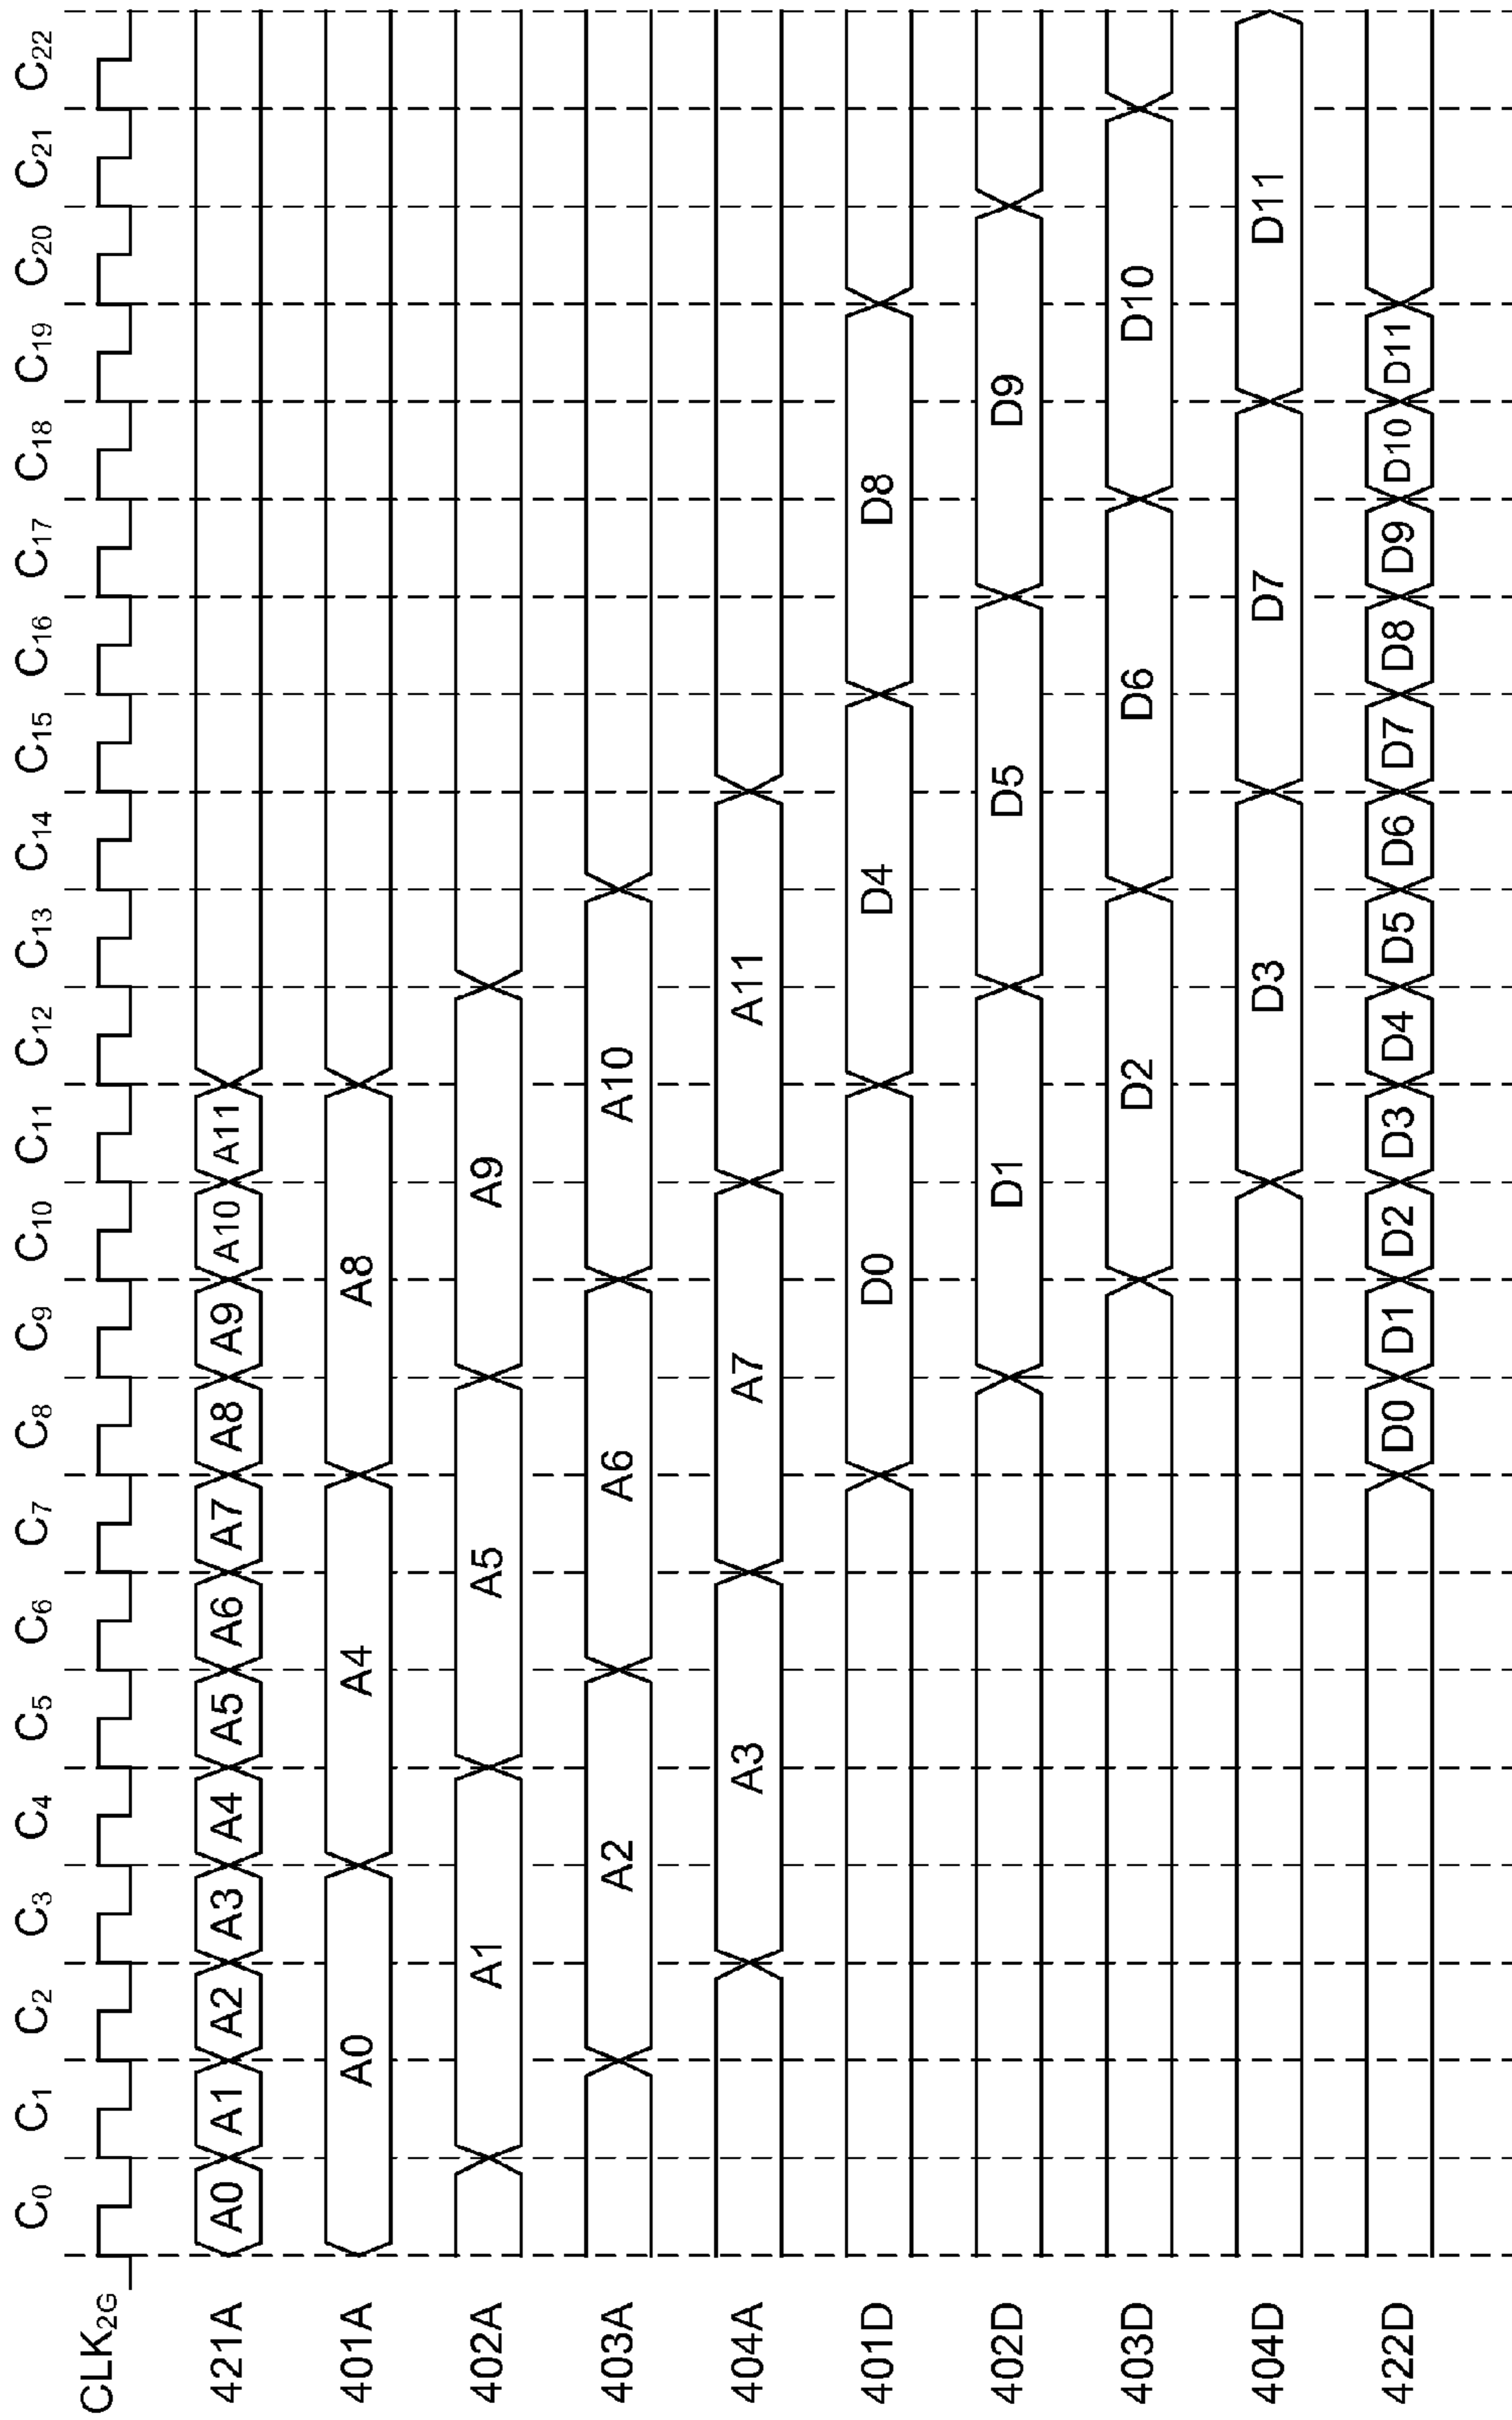 C0 C1 C2 C3 C4 C5 C6 C7 C8 C9 C10 C11 C12 C13 C14 C15 C16 C17 C18 C19 C20 C21 C22
CLK2G
421A A0 A1 A2 A3 A4 A5 A6 A7 A8 A9 A10 A11
401A A0 A4 A8
402A A1 A5 A9
403A A2 A6 A10
404A A3 A7 A11
401D D0 D4 D8
402D D1 D5 D9
403D D2 D6 D10
404D D3 D7 D11
422D D0 D1 D2 D3 D4 D5 D6 D7 D8 D9 D10 D11